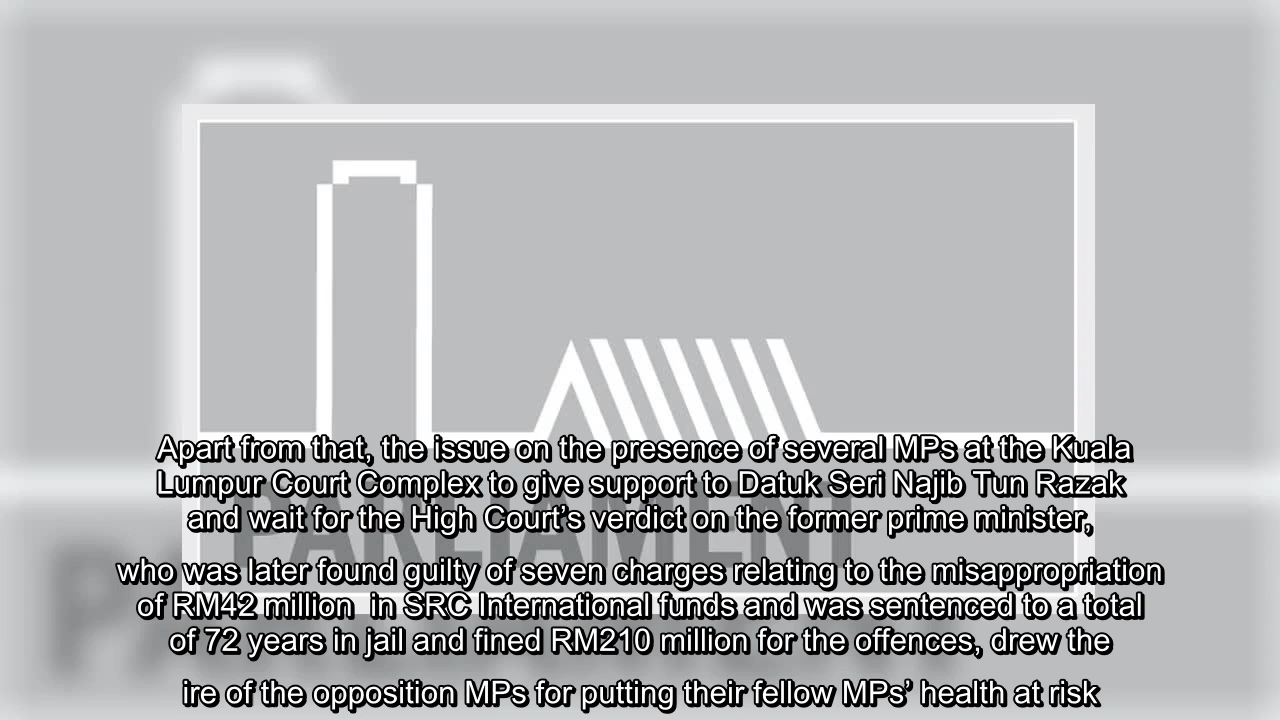 Apart from that, the issue on the presence of several MPs at the Kuala
Lumpur Court Complex to give support to Datuk Seri Najib Tun Razak
and wait for the High Court’s verdict on the former prime minister,
PARLIAMENT
who was later found guilty of seven charges relating to the misappropriation
of RM42 million  in SRC International funds and was sentenced to a total
of 72 years in jail and fined RM210 million for the offences, drew the
ire of the opposition MPs for putting their fellow MPs’ health at risk